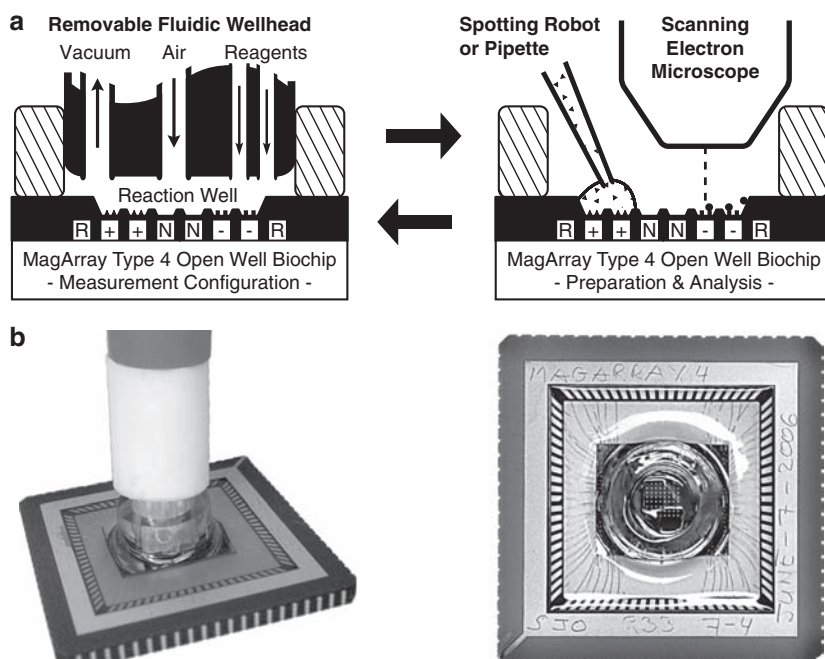 a
Removable Fluidic Wellhead
Vacuum Air Reagents
Reaction Well
R + + N N - - R
MagArray Type 4 Open Well Biochip
- Measurement Configuration -
Spotting Robot
or Pipette
Scanning
Electron
Microscope
R + + N N - - R
MagArray Type 4 Open Well Biochip
- Preparation & Analysis -
b
MAGARRAY 4
JUNE-7-2006
SJO R33 7-4